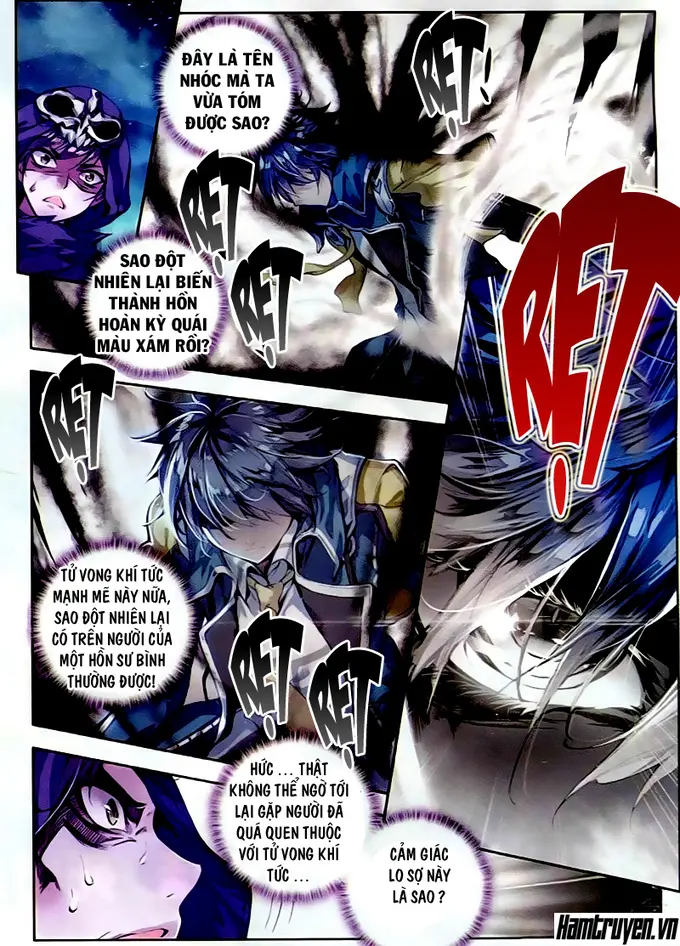 ĐÂY LÀ TÊN
NHÓC MÀ TA
VỪA TÓM
ĐƯỢC SAO?
RẸT!
RẸT
RẸT
RẸT
SAO ĐỘT
NHIÊN LẠI BIẾN
THÀNH HỒN
HOÀN KỲ QUÁI
MÀU XÁM RỒI?
RẸT
TỬ VONG KHÍ TỨC
MẠNH MẼ NÀY NỮA,
SAO ĐỘT NHIÊN LẠI
CÓ TRÊN NGƯỜI CỦA
MỘT HỒN SƯ BÌNH
THƯỜNG ĐƯỢC!
RẸT
RẸT
HỨC ... THẬT
KHÔNG THỂ NGỜ TỚI
LẠI GẶP NGƯỜI ĐÃ
QUÁ QUEN THUỘC
VỚI TỬ VONG KHÍ
TỨC ...
CẢM GIÁC
LO SỢ NÀY
LÀ SAO ?
Hamtruyen.vn